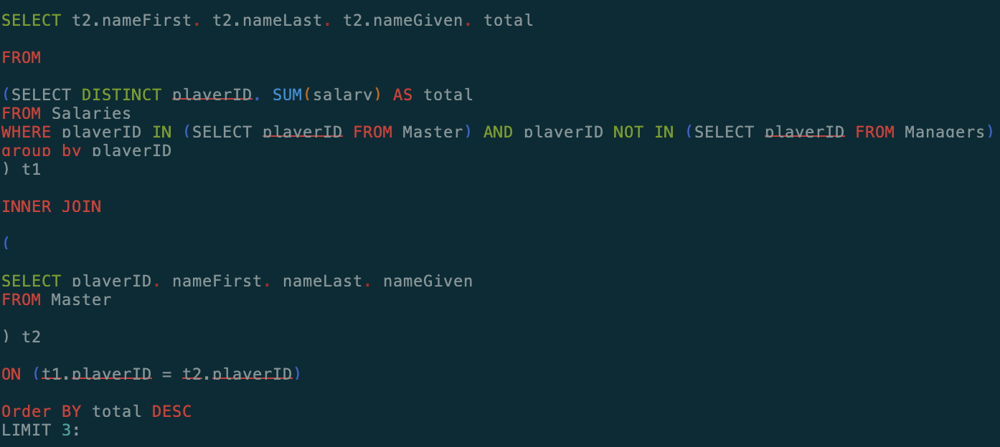 SELECT t2.nameFirst, t2.nameLast, t2.nameGiven, total
FROM
(SELECT DISTINCT playerID, SUM(salary) AS total
FROM Salaries
WHERE playerID IN (SELECT playerID FROM Master) AND playerID NOT IN (SELECT playerID FROM Managers)
group by playerID
) t1
INNER JOIN
(
SELECT playerID, nameFirst, nameLast, nameGiven
FROM Master
) t2
ON (t1.playerID = t2.playerID)
Order BY total DESC
LIMIT 3;